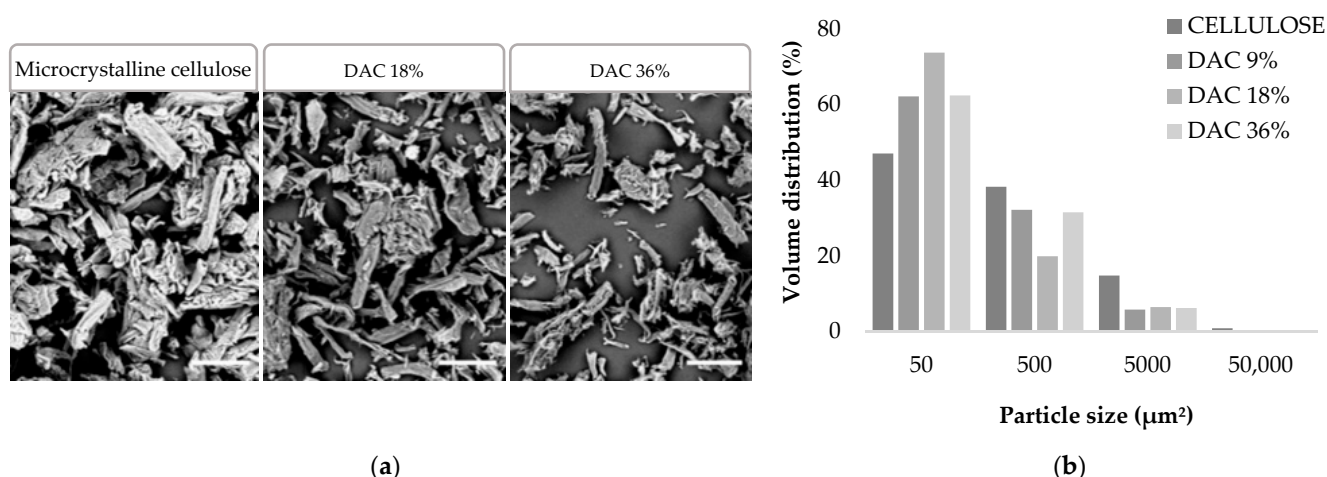 Microcrystalline cellulose
DAC 18%
DAC 36%
(a)
Volume distribution (%)
80
60
40
20
0
CELLULOSE
DAC 9%
DAC 18%
DAC 36%
50
500
5000
50,000
Particle size (µm²)
(b)